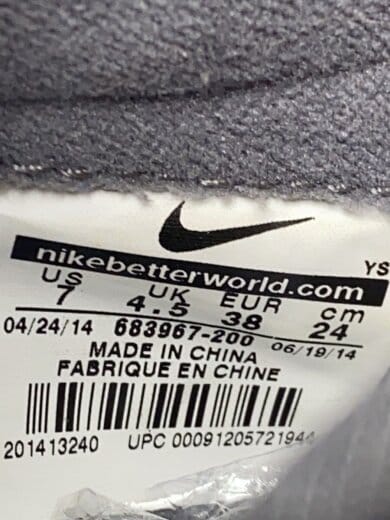 nikebetterworld.com
YS
US UK EUR cm
7 4.5 38 24
04/24/14 683967-200 06/19/14
MADE IN CHINA
FABRIQUE EN CHINE
201413240 UPC 00091205721944